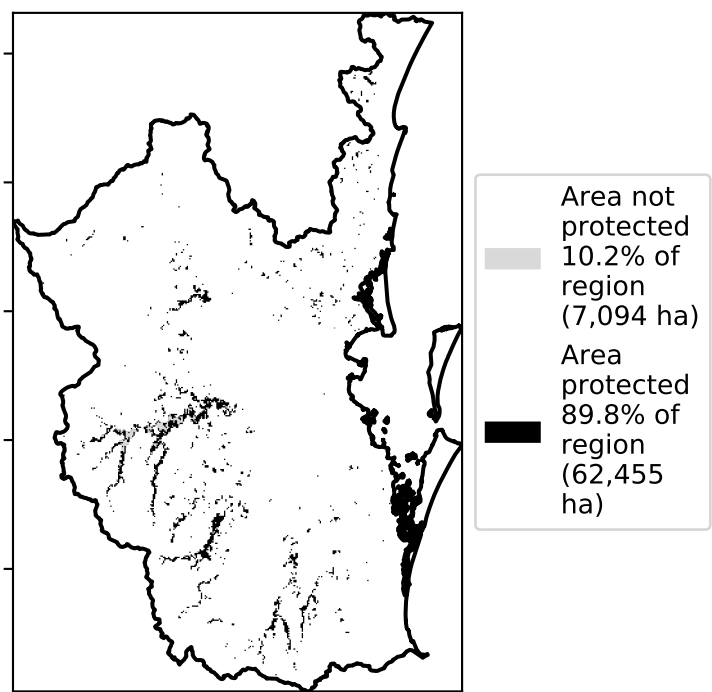 Area not
protected
10.2% of
region
(7,094 ha)
Area
protected
89.8% of
region
(62,455
ha)